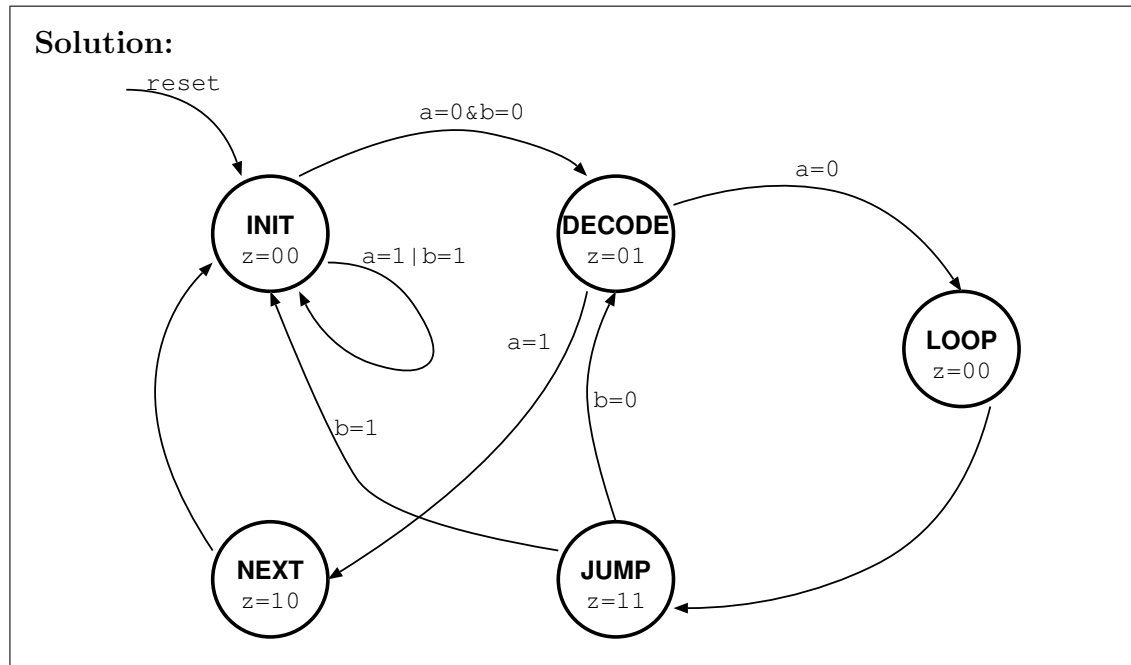 Solution:
reset
a=0&b=0
a=0
INIT
z=00
a=1|b=1
DECODE
z=01
LOOP
z=00
a=1
b=0
b=1
NEXT
z=10
JUMP
z=11